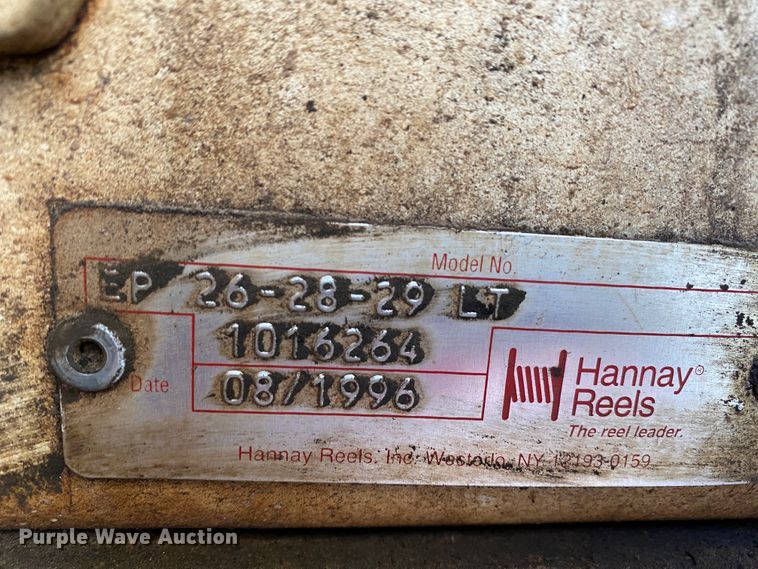 Model No.
EP 26-28-29 LT
1016264
Date 08/1996
Hannay®
Reels
The reel leader.
Hannay Reels, Inc. Westerlo, NY 12193-0159
Purple Wave Auction